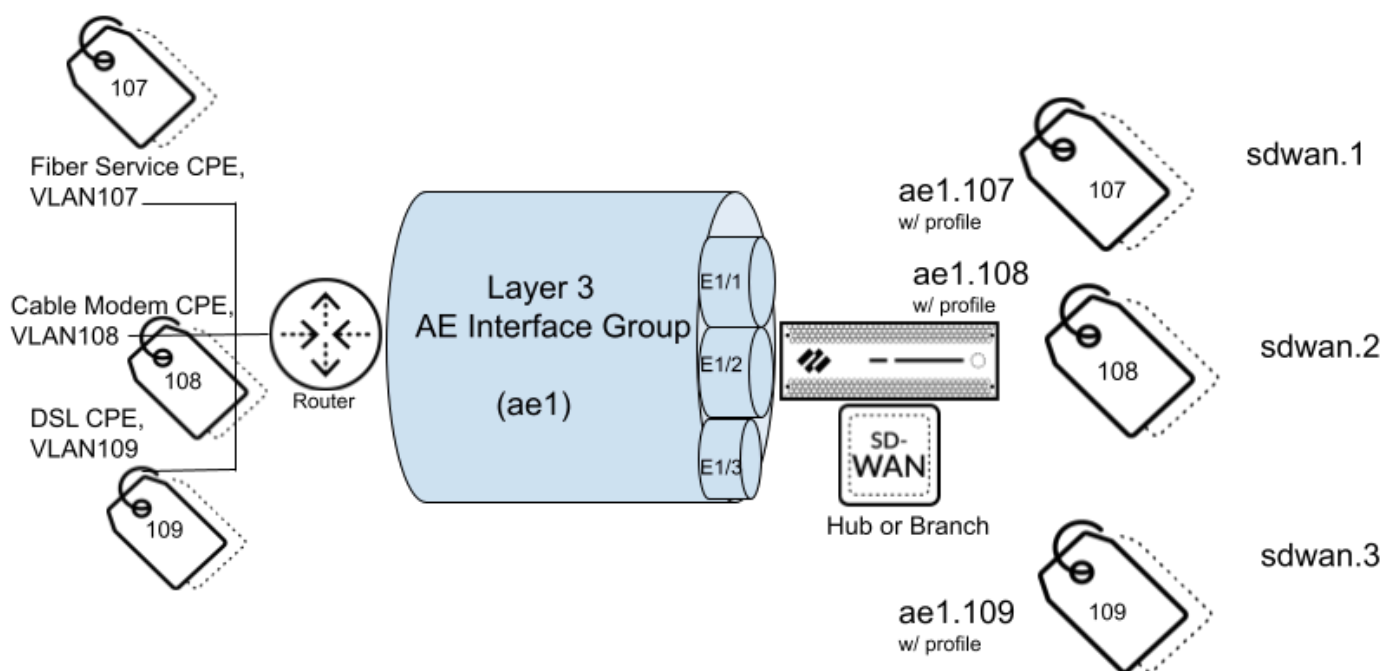 107
Fiber Service CPE,
VLAN107
Cable Modem CPE,
VLAN108
108
DSL CPE,
VLAN109
109
Router
Layer 3
AE Interface Group
(ae1)
E1/1
E1/2
E1/3
SD-
WAN
Hub or Branch
ae1.107
w/ profile
107
sdwan.1
ae1.108
w/ profile
108
sdwan.2
ae1.109
w/ profile
109
sdwan.3